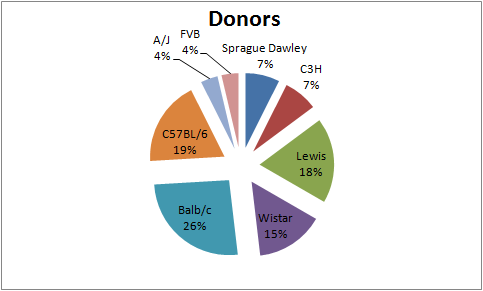 Donors
Sprague Dawley
7%
C3H
7%
Lewis
18%
Wistar
15%
Balb/c
26%
C57BL/6
19%
A/J
4%
FVB
4%